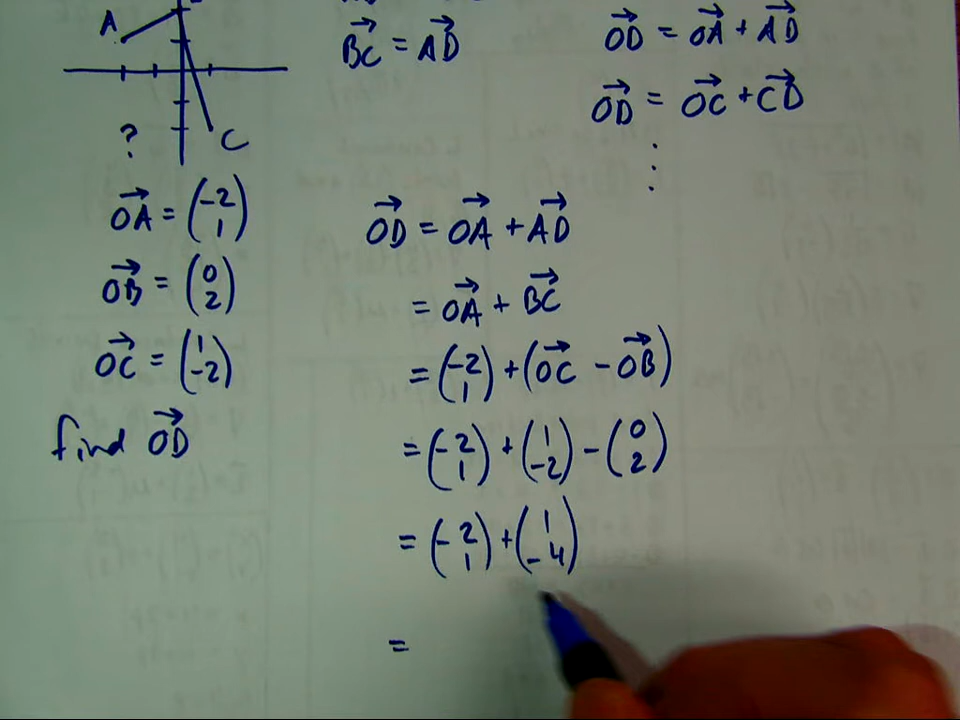 A
C
?
→BC = →AD
→OD = →OA + →AD
→OD = →OC + →CD
⋮
→OA = (-2 1)
→OB = (0 2)
→OC = (1 -2)
find →OD
→OD = →OA + →AD
= →OA + →BC
= (-2 1) + (→OC - →OB)
= (-2 1) + (1 -2) - (0 2)
= (-2 1) + (1 -4)
=